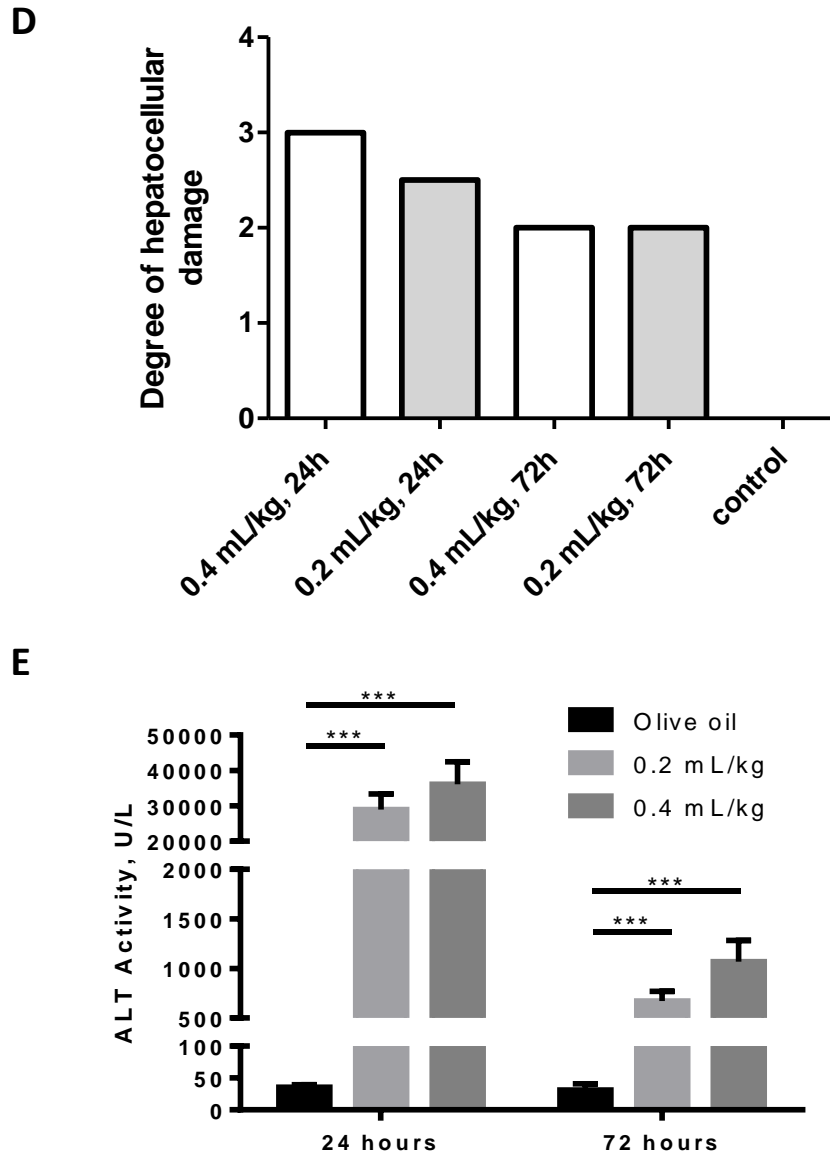 D
Degree of hepatocellular
damage
4
3
2
1
0
0.4 mL/kg, 24h
0.2 mL/kg, 24h
0.4 mL/kg, 72h
0.2 mL/kg, 72h
control
E
ALT Activity, U/L
50000
40000
30000
20000
2000
1500
1000
500
100
50
0
***
***
***
***
Olive oil
0.2 mL/kg
0.4 mL/kg
24 hours
72 hours